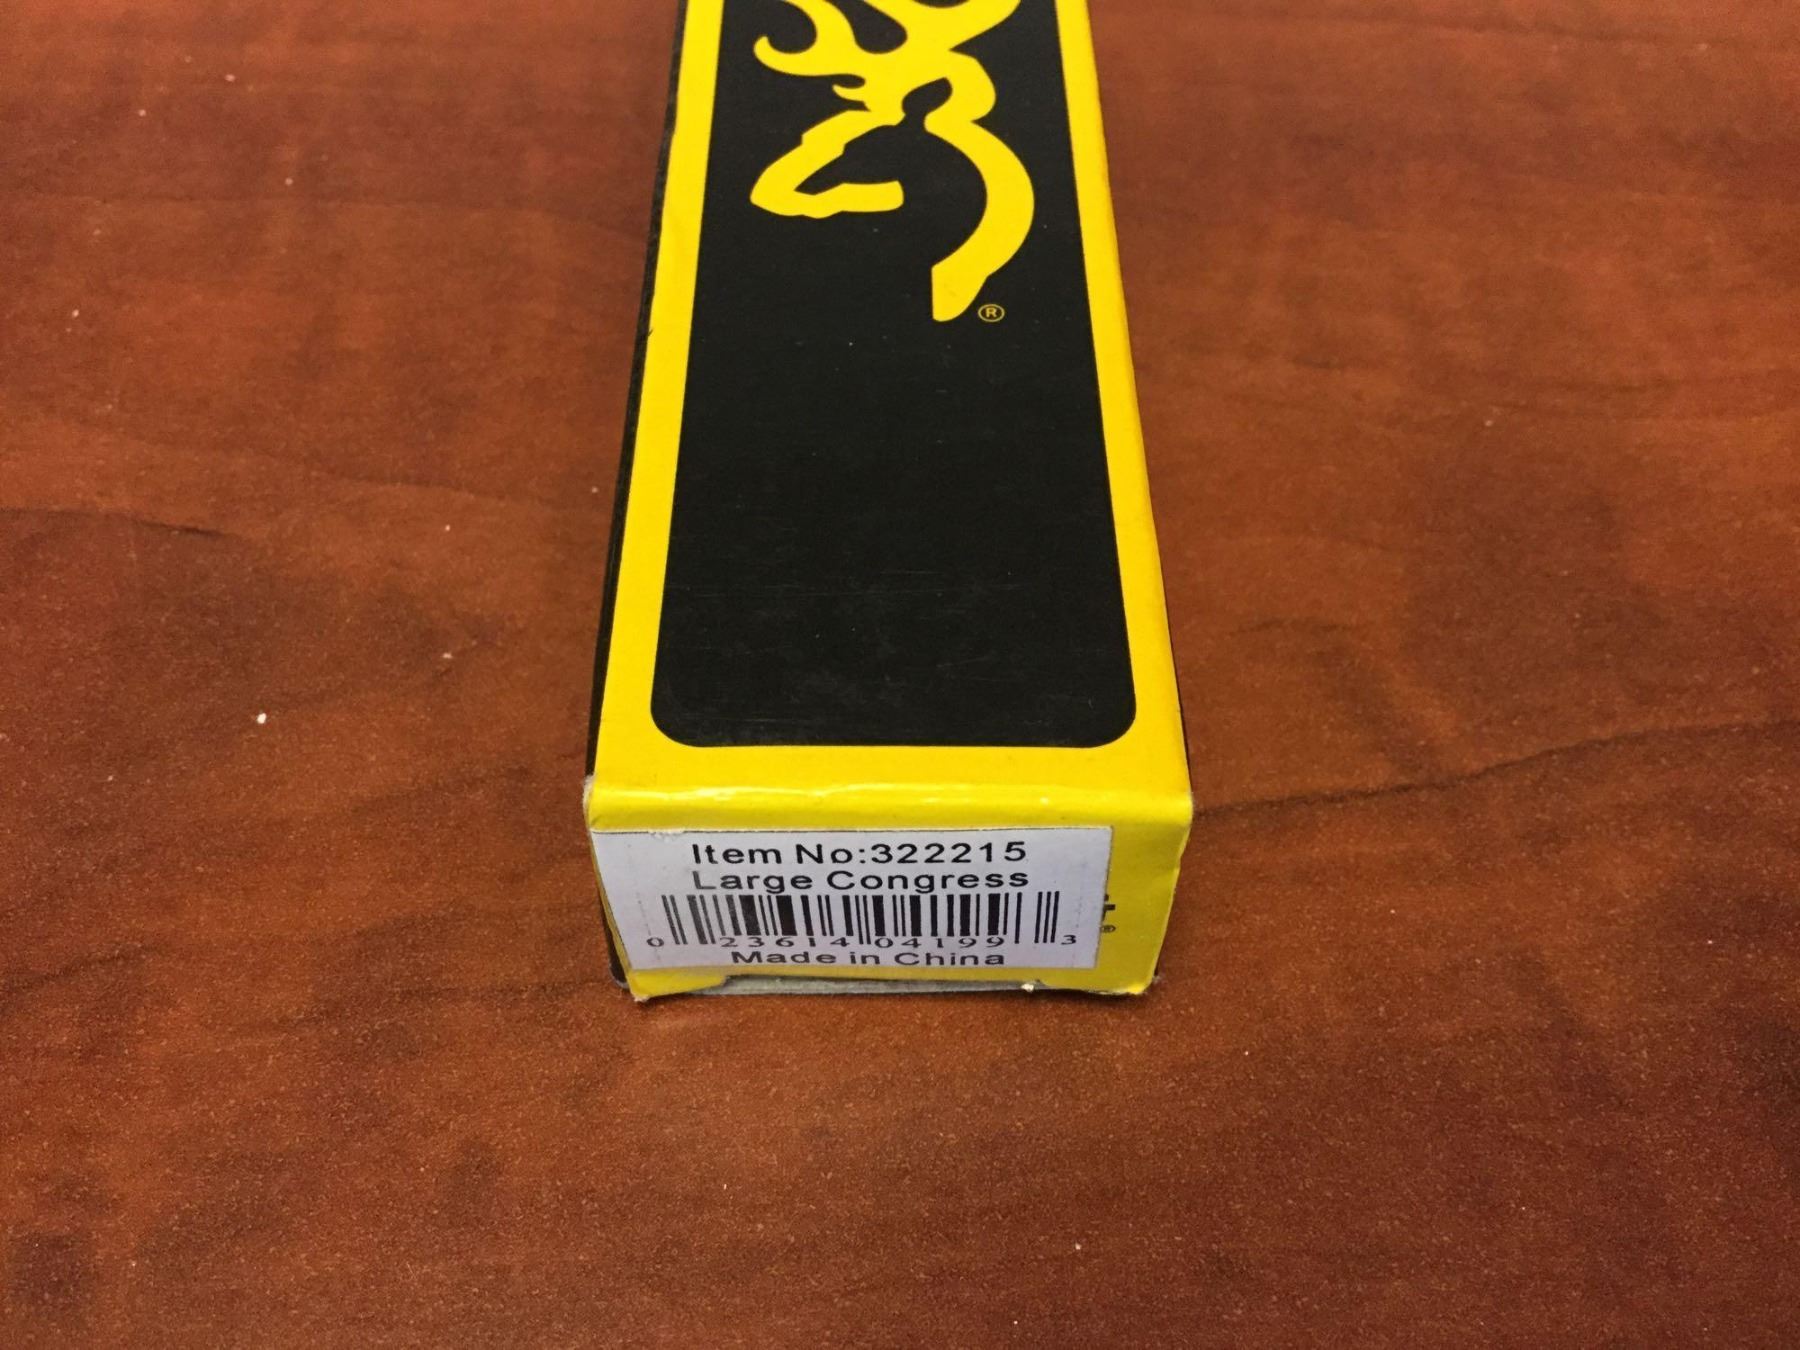 ®
Item No:322215
Large Congress
0 23614 04199 3
Made in China
®